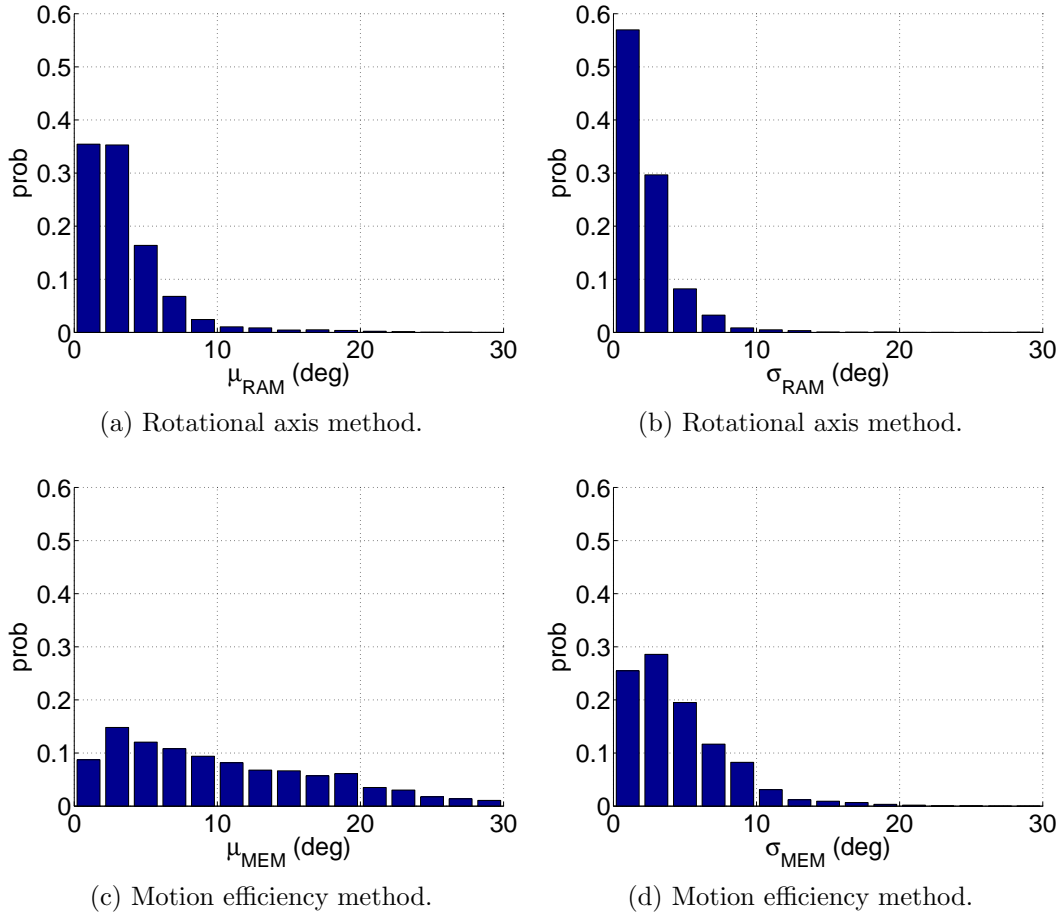 0.6
0.5
0.4
0.3
0.2
0.1
0
prob
0 10 20 30
μ_RAM (deg)
(a) Rotational axis method.
0.6
0.5
0.4
0.3
0.2
0.1
0
prob
0 10 20 30
σ_RAM (deg)
(b) Rotational axis method.
0.6
0.5
0.4
0.3
0.2
0.1
0
prob
0 10 20 30
μ_MEM (deg)
(c) Motion efficiency method.
0.6
0.5
0.4
0.3
0.2
0.1
0
prob
0 10 20 30
σ_MEM (deg)
(d) Motion efficiency method.